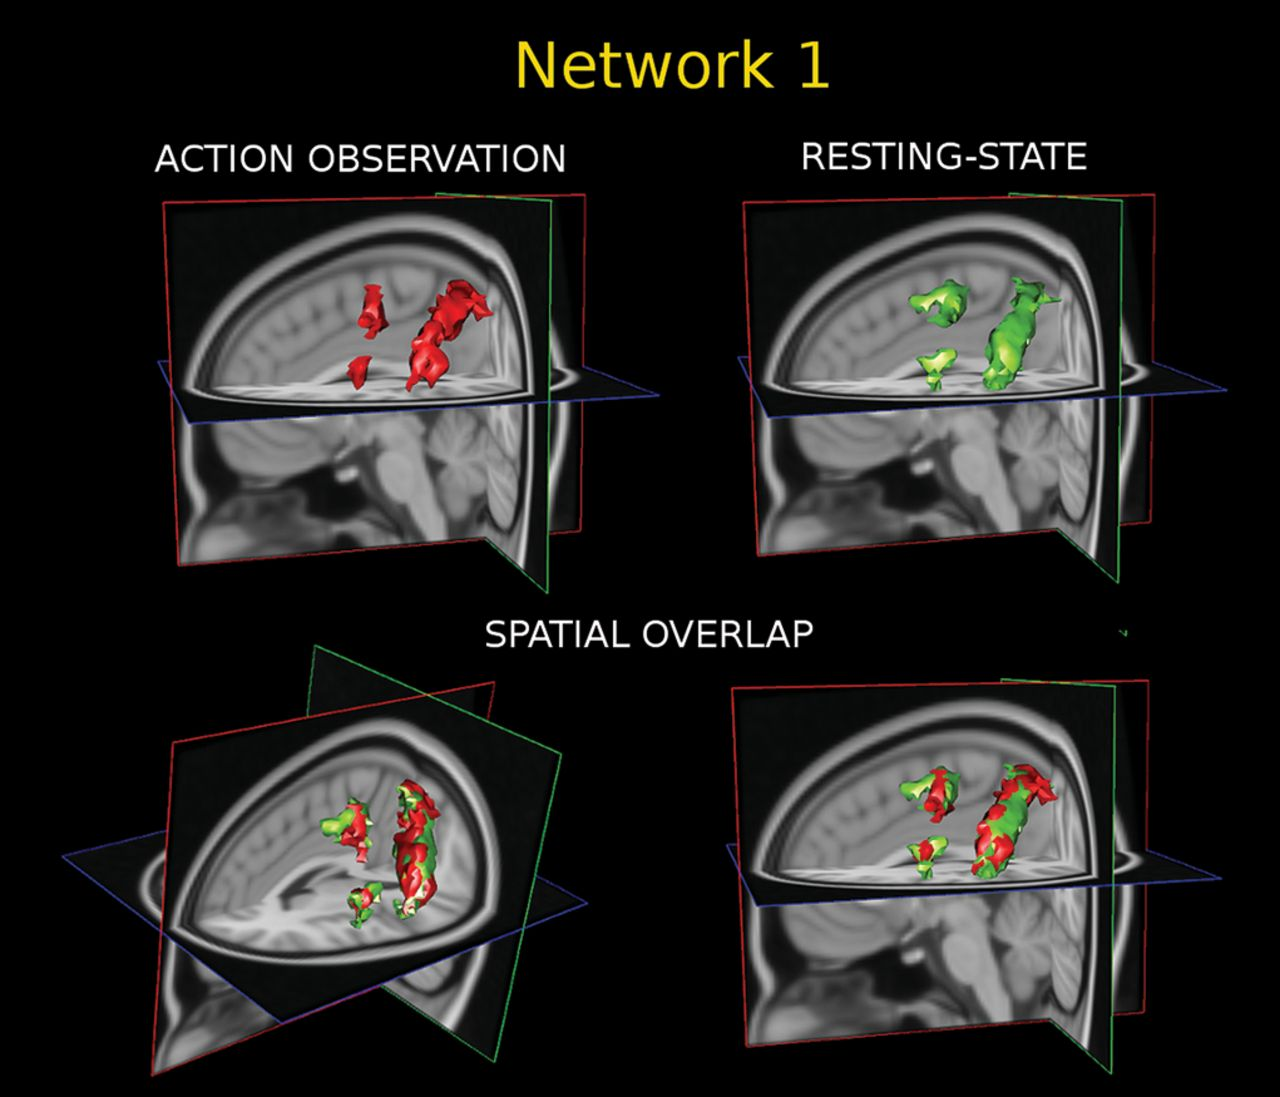 Network 1
ACTION OBSERVATION
RESTING-STATE
SPATIAL OVERLAP